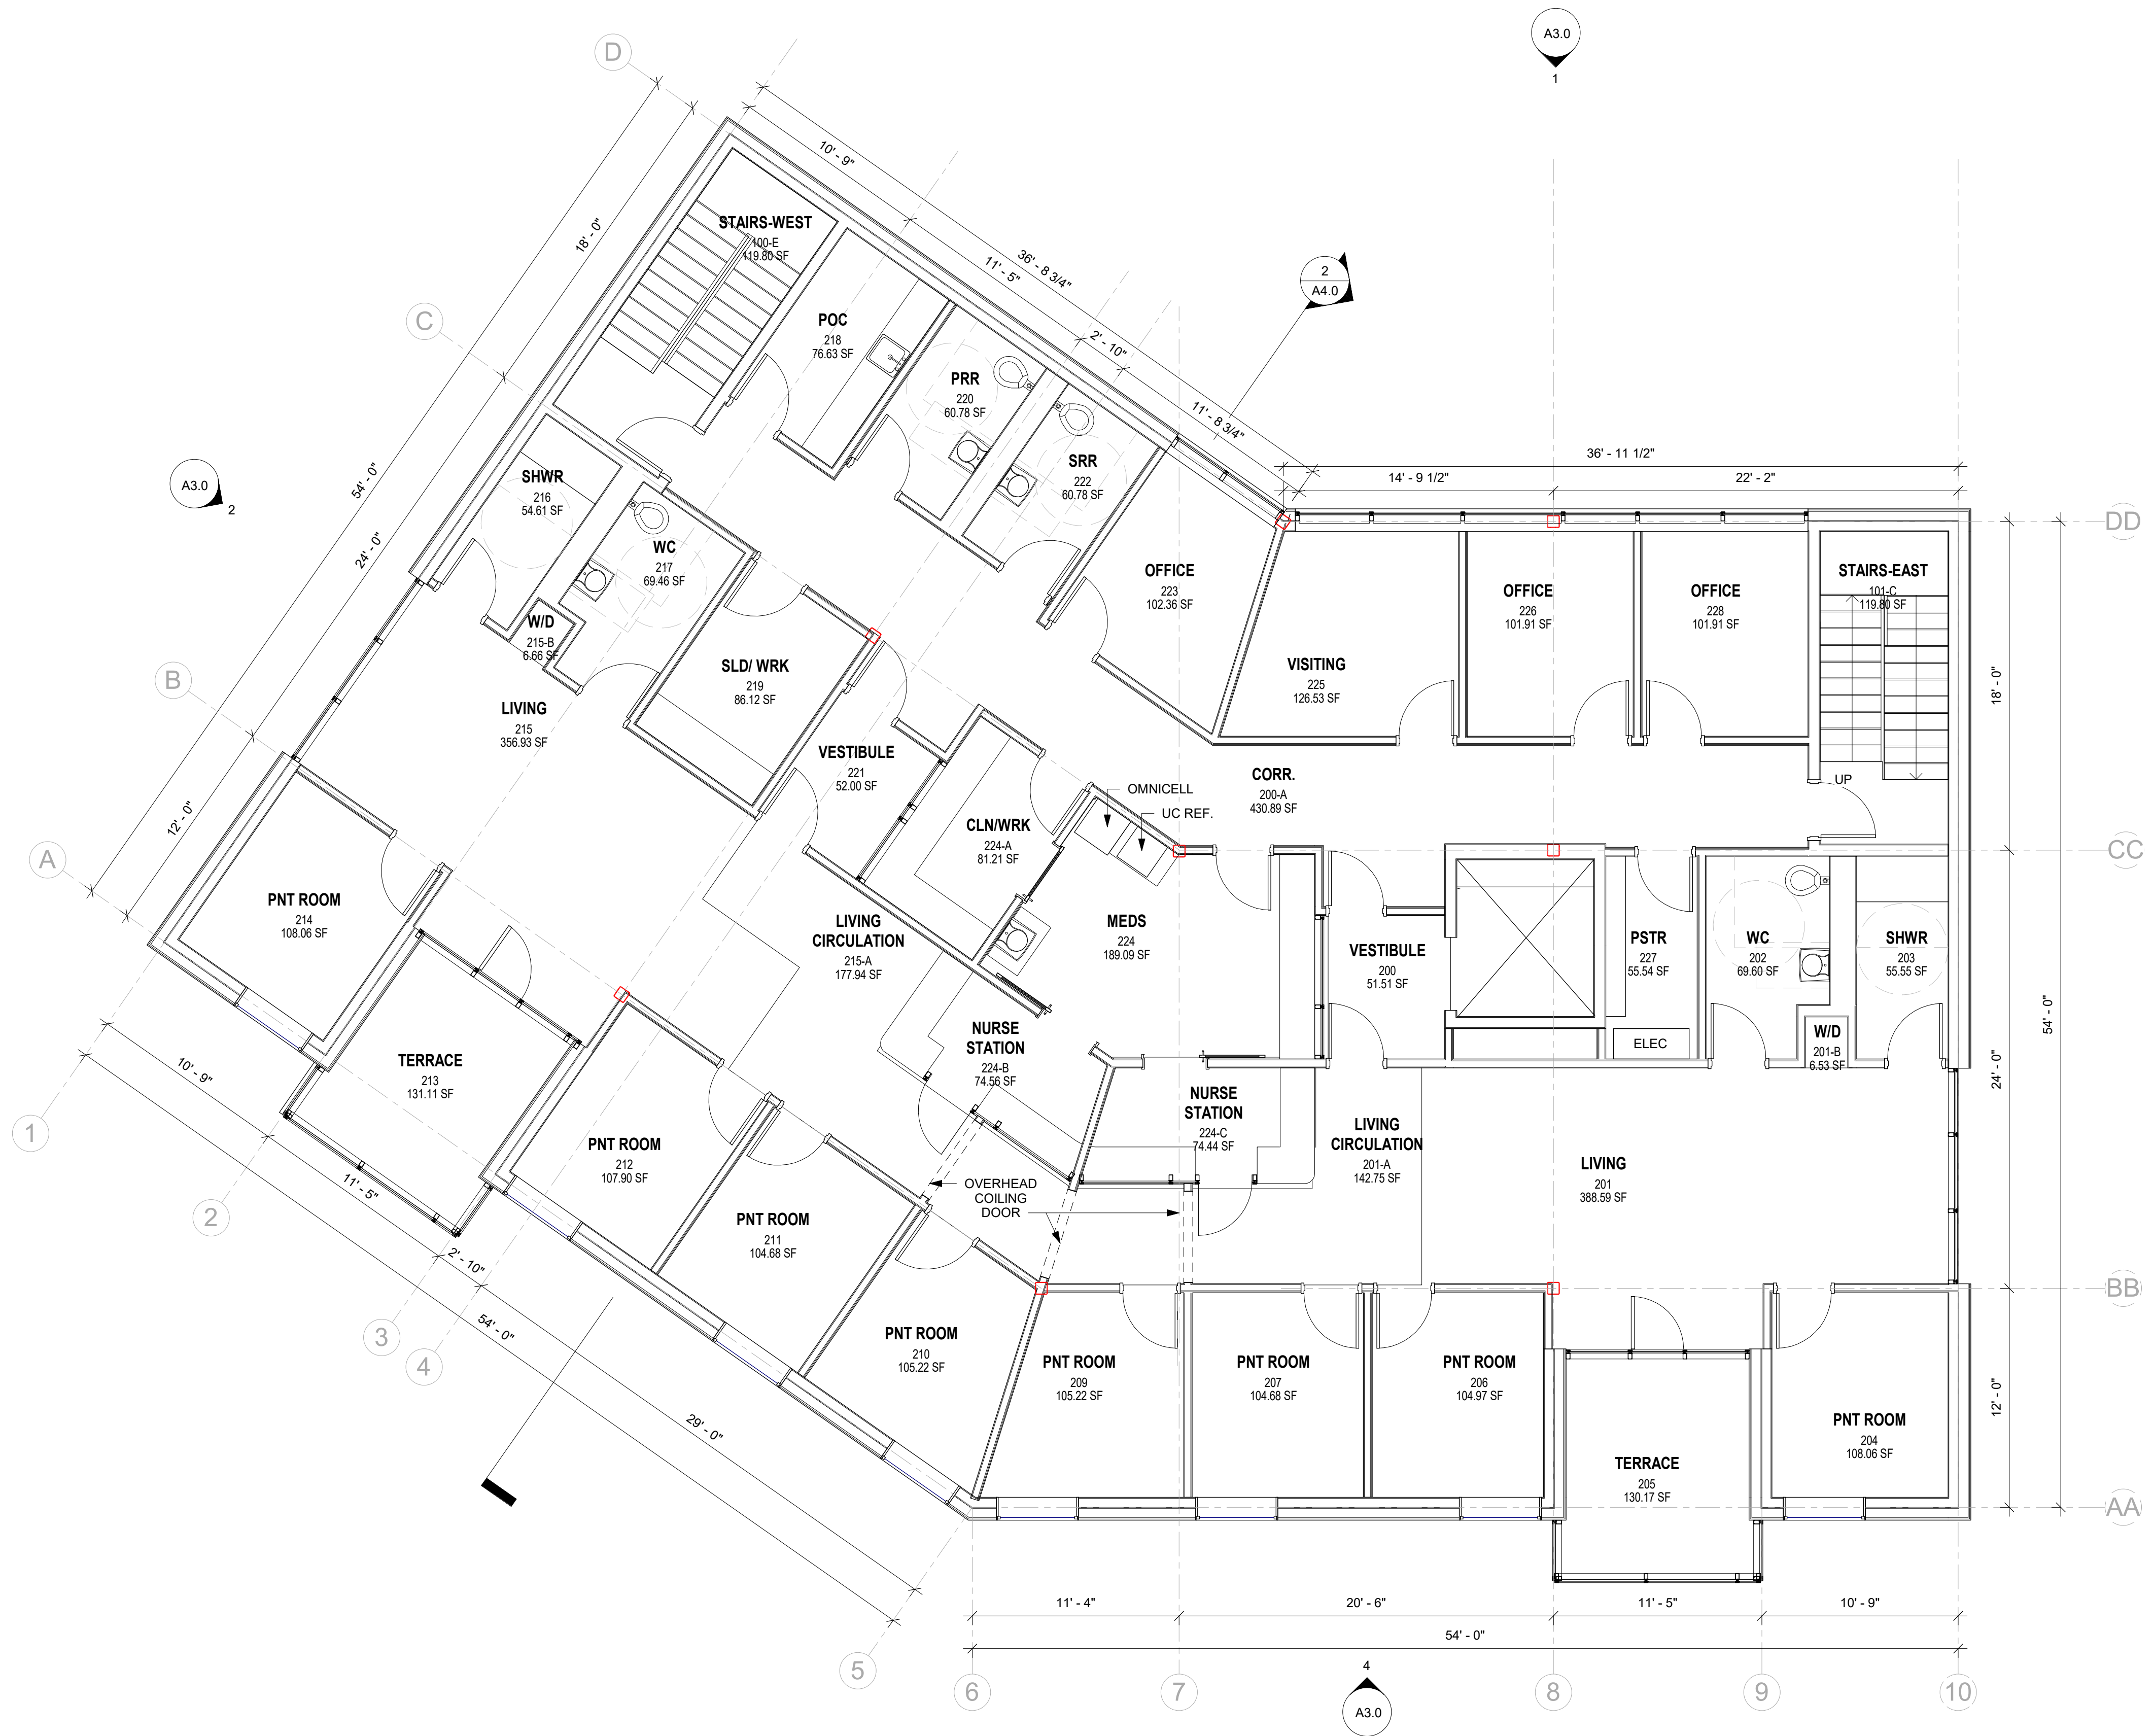 A3.0
1
D
10' - 9"
18' - 0"
STAIRS-WEST
100-E
119.80 SF
36' - 8 3/4"
11' - 5"
2
A4.0
C
POC
218
76.63 SF
2' - 10"
PRR
220
60.78 SF
11' - 8 3/4"
36' - 11 1/2"
14' - 9 1/2"
22' - 2"
54' - 0"
A3.0
2
SHWR
216
54.61 SF
SRR
222
60.78 SF
DD
24' - 0"
WC
217
69.46 SF
OFFICE
223
102.36 SF
OFFICE
226
101.91 SF
OFFICE
228
101.91 SF
STAIRS-EAST
101-C
119.80 SF
W/D
215-B
6.66 SF
B
SLD/ WRK
219
86.12 SF
VISITING
225
126.53 SF
18' - 0"
LIVING
215
356.93 SF
VESTIBULE
221
52.00 SF
CORR.
200-A
430.89 SF
UP
OMNICELL
UC REF.
12' - 0"
CLN/WRK
224-A
81.21 SF
A
CC
PNT ROOM
214
108.06 SF
LIVING
CIRCULATION
215-A
177.94 SF
MEDS
224
189.09 SF
VESTIBULE
200
51.51 SF
PSTR
227
55.54 SF
WC
202
69.60 SF
SHWR
203
55.55 SF
54' - 0"
NURSE
STATION
224-B
74.56 SF
ELEC
W/D
201-B
6.53 SF
TERRACE
213
131.11 SF
10' - 9"
24' - 0"
NURSE
STATION
224-C
74.44 SF
1
PNT ROOM
212
107.90 SF
LIVING
CIRCULATION
201-A
142.75 SF
LIVING
201
388.59 SF
11' - 5"
OVERHEAD
COILING
DOOR
2
PNT ROOM
211
104.68 SF
2' - 10"
BB
3
54' - 0"
4
PNT ROOM
210
105.22 SF
PNT ROOM
209
105.22 SF
PNT ROOM
207
104.68 SF
PNT ROOM
206
104.97 SF
12' - 0"
29' - 0"
PNT ROOM
204
108.06 SF
TERRACE
205
130.17 SF
AA
11' - 4"
20' - 6"
11' - 5"
10' - 9"
54' - 0"
5
6
7
8
9
10
4
A3.0